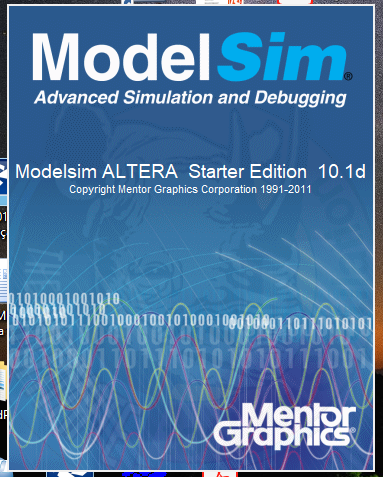 ModelSim®
Advanced Simulation and Debugging
Modelsim ALTERA Starter Edition 10.1d
Copyright Mentor Graphics Corporation 1991-2011
Mentor
Graphics®